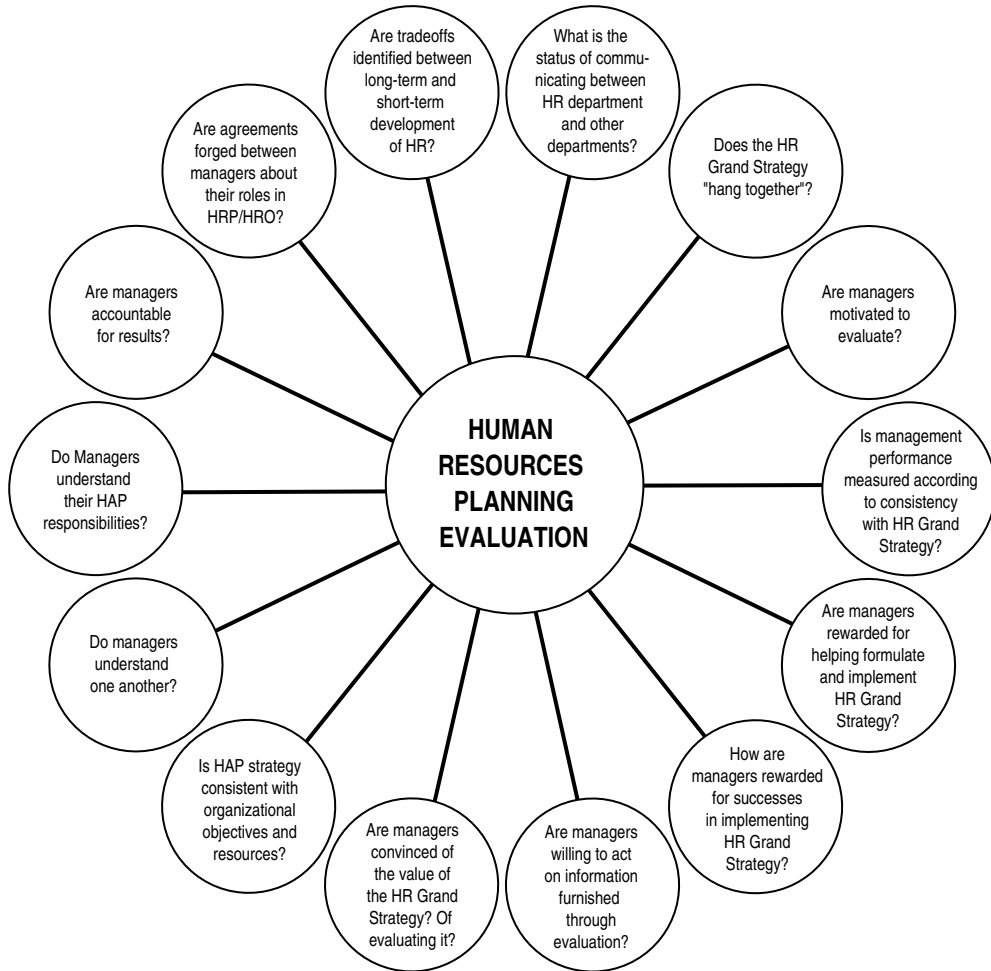 Are tradeoffs
identified between
long-term and
short-term
development
of HR?
What is the
status of commu-
nicating between
HR department
and other
departments?
Does the HR
Grand Strategy
"hang together"?
Are managers
motivated to
evaluate?
Is management
performance
measured according
to consistency
with HR Grand
Strategy?
Are managers
rewarded for
helping formulate
and implement
HR Grand
Strategy?
How are
managers rewarded
for successes
in implementing
HR Grand
Strategy?
Are managers
willing to act
on information
furnished
through
evaluation?
Are managers
convinced of
the value of
the HR Grand
Strategy? Of
evaluating it?
Is HAP strategy
consistent with
organizational
objectives and
resources?
Do managers
understand
one another?
Do Managers
understand
their HAP
responsibilities?
Are managers
accountable
for results?
Are agreements
forged between
managers about
their roles in
HRP/HRO?
HUMAN
RESOURCES
PLANNING
EVALUATION